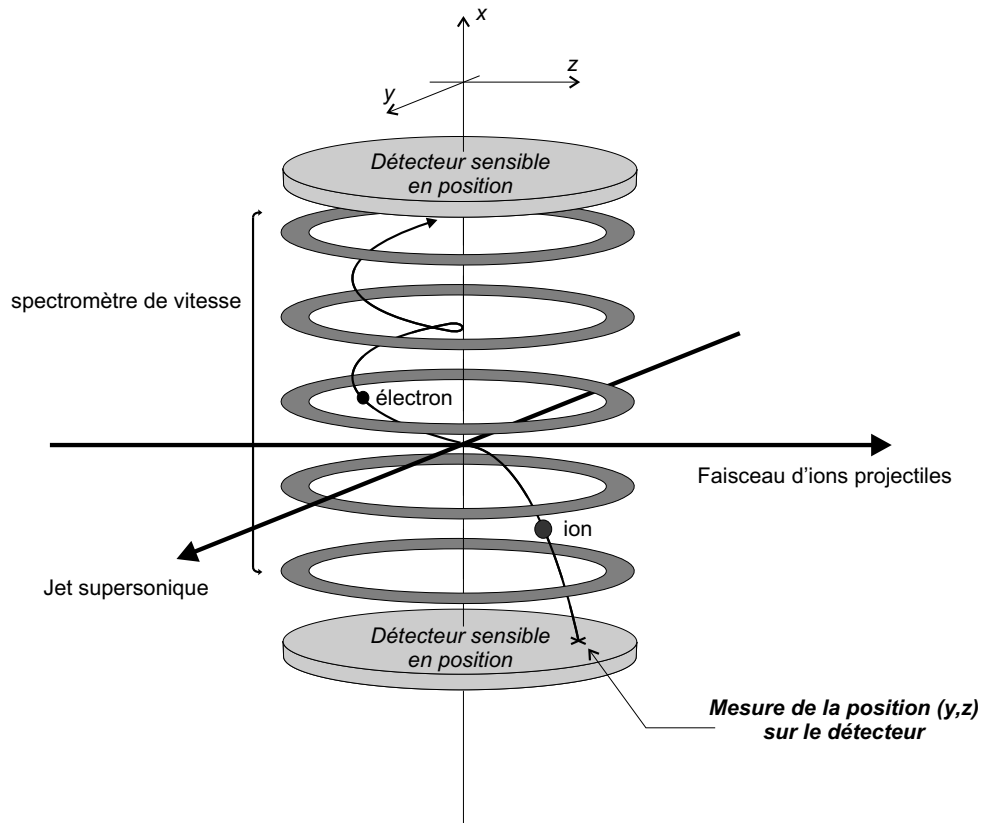 x
z
y
Détecteur sensible
en position
spectromètre de vitesse
électron
Faisceau d'ions projectiles
ion
Jet supersonique
Détecteur sensible
en position
Mesure de la position (y,z)
sur le détecteur